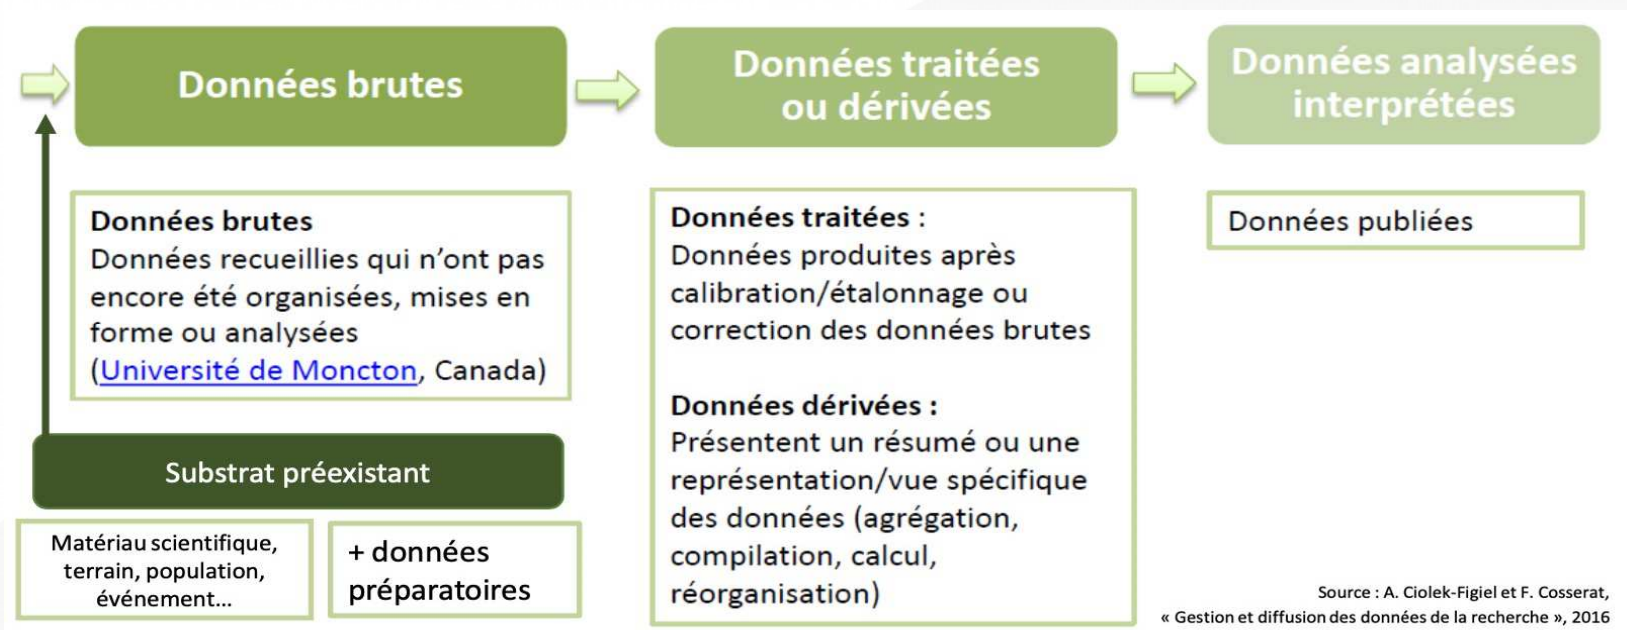 Données brutes
Données traitées
ou dérivées
Données analysées
interprétées
Données brutes
Données recueillies qui n’ont pas
encore été organisées, mises en
forme ou analysées
(Université de Moncton, Canada)
Substrat préexistant
Matériau scientifique,
terrain, population,
événement...
+ données
préparatoires
Données traitées :
Données produites après
calibration/étalonnage ou
correction des données brutes
Données dérivées :
Présentent un résumé ou une
représentation/vue spécifique
des données (agrégation,
compilation, calcul,
réorganisation)
Données publiées
Source : A. Ciolek-Figiel et F. Cosserat,
« Gestion et diffusion des données de la recherche », 2016